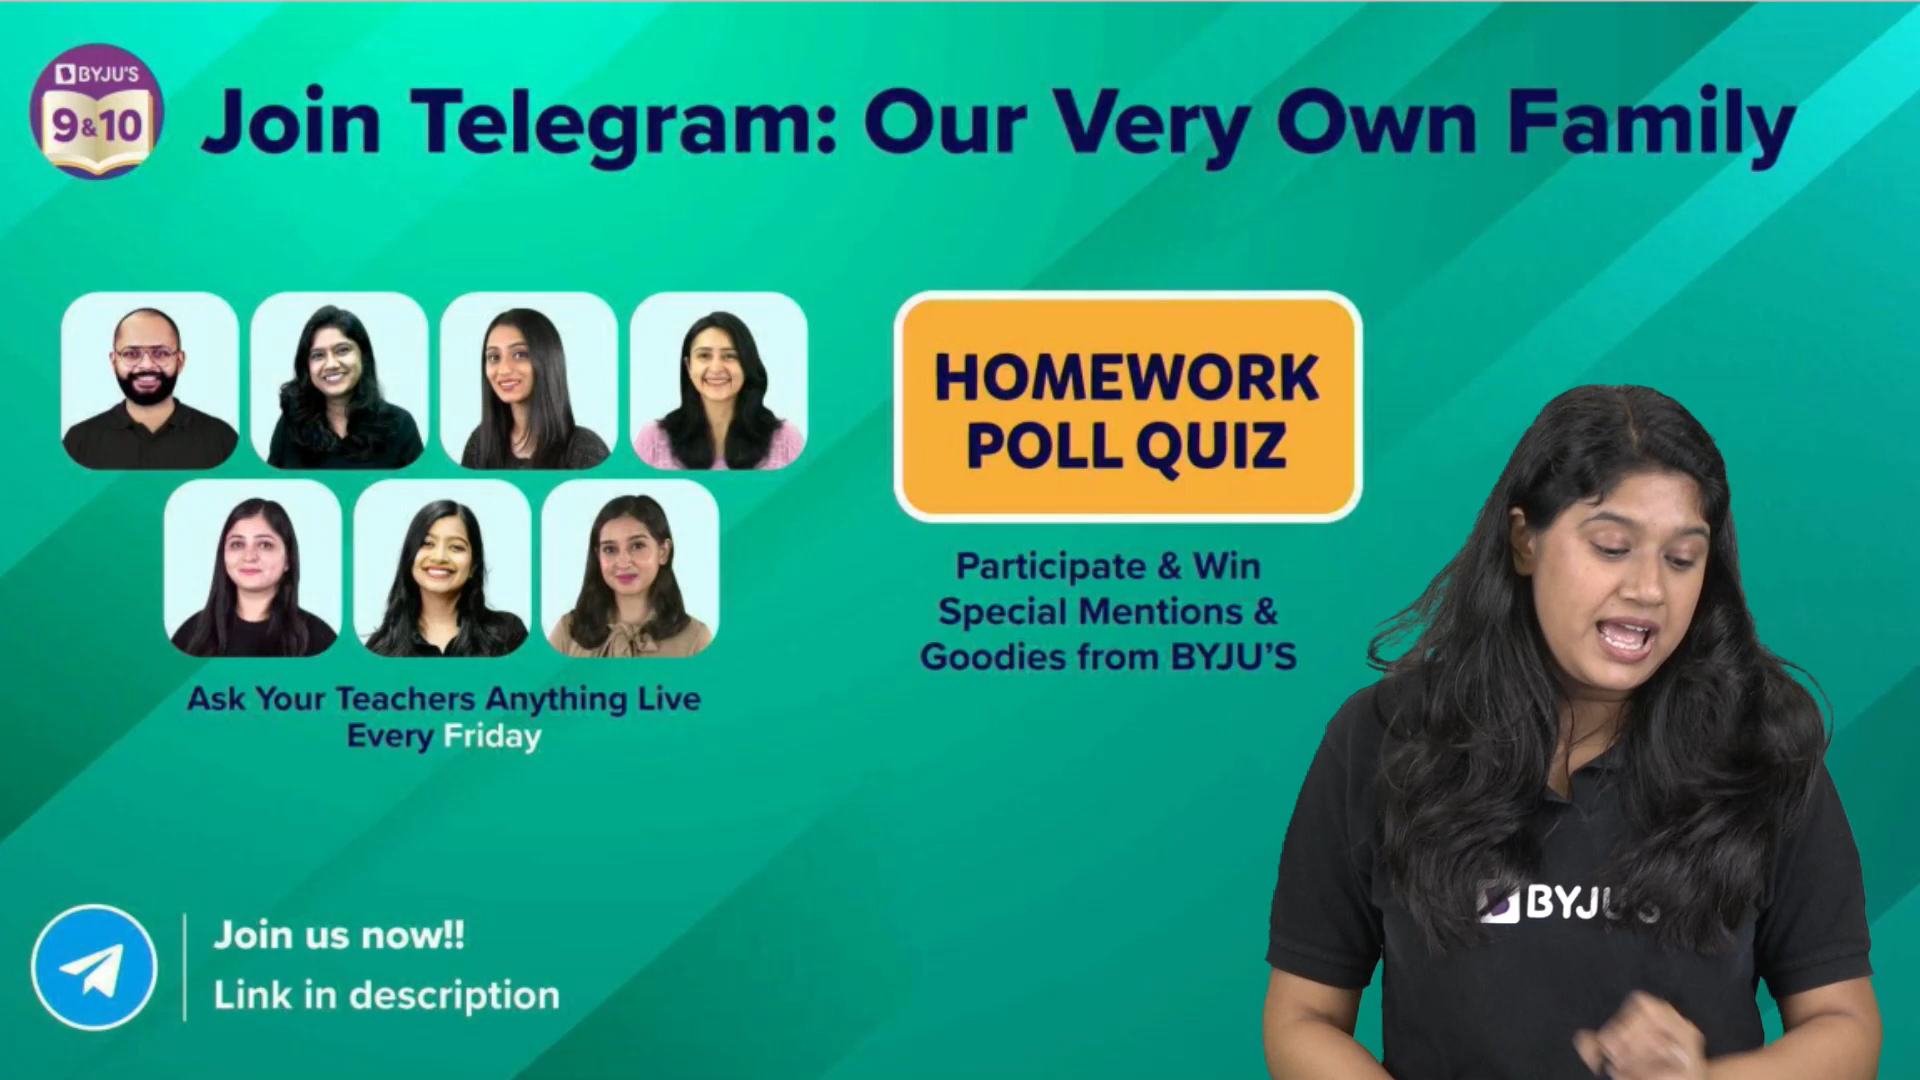 BYJU'S
9&10
Join Telegram: Our Very Own Family
HOMEWORK
POLL QUIZ
Participate & Win
Special Mentions &
Goodies from BYJU'S
Ask Your Teachers Anything Live
Every Friday
Join us now!!
Link in description